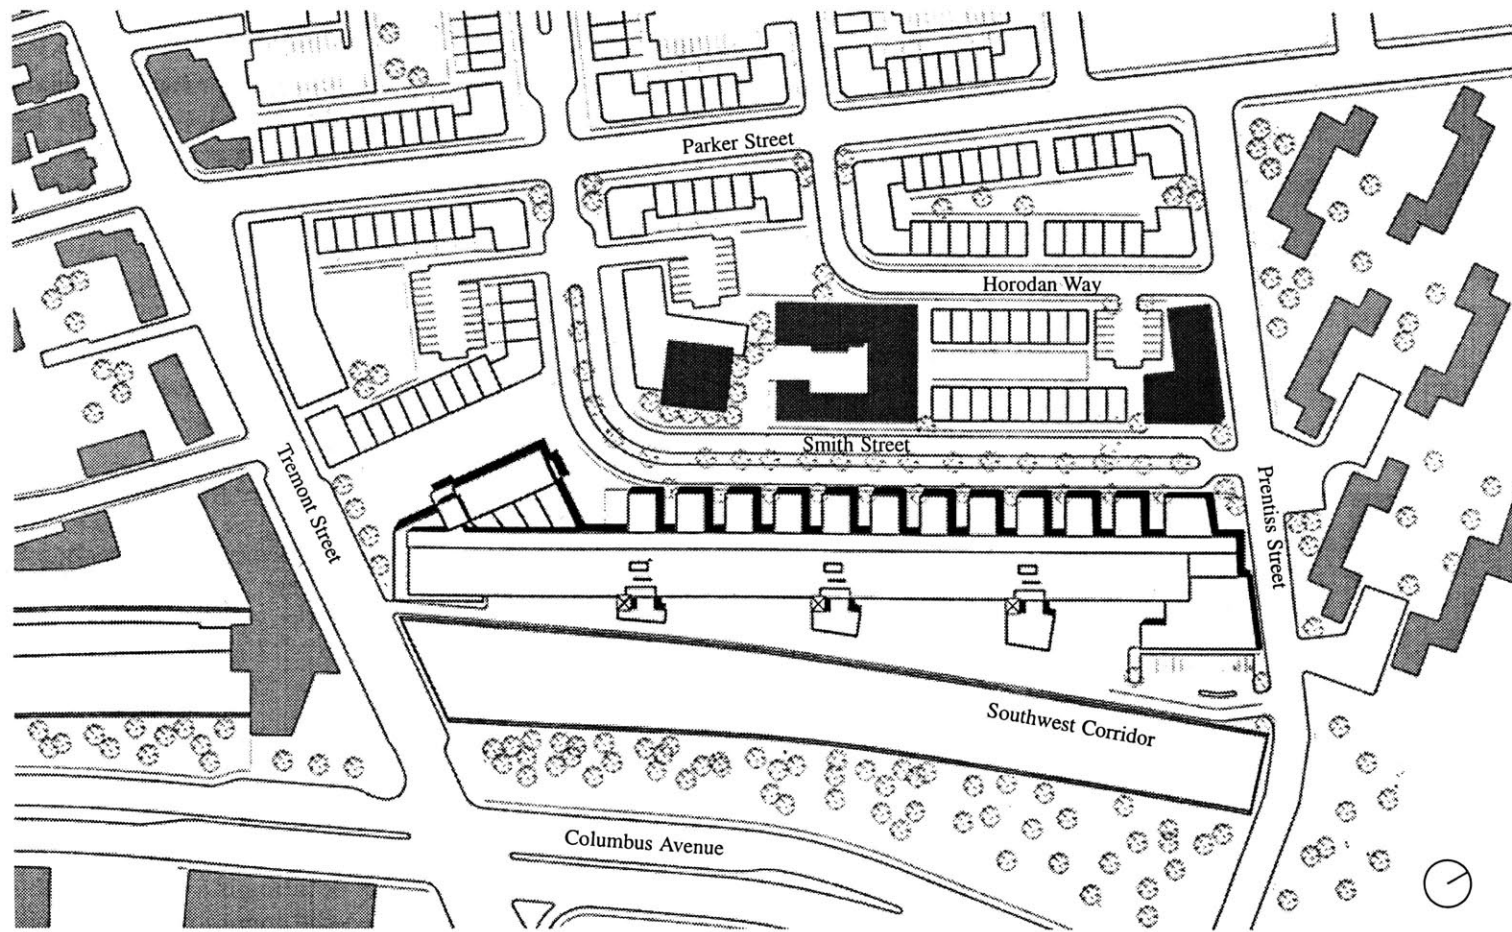 Parker Street
Horodan Way
Smith Street
Tremont Street
Prentiss Street
Southwest Corridor
Columbus Avenue